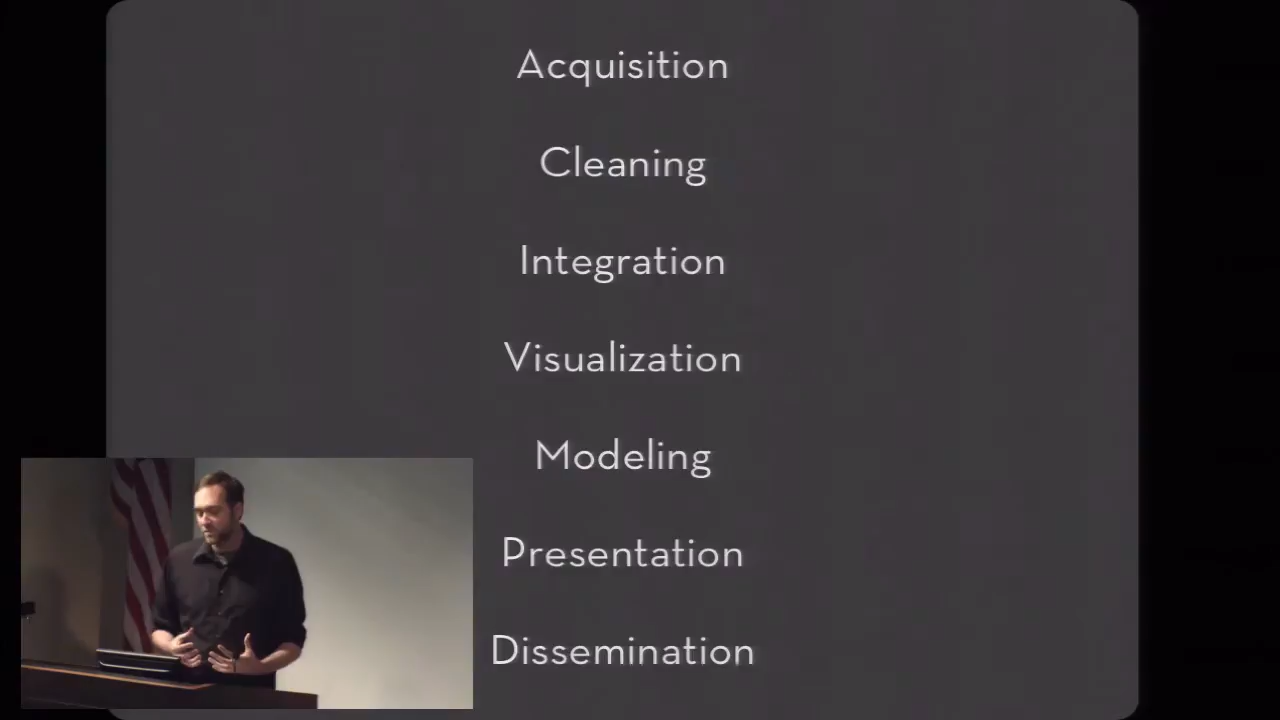 Acquisition
Cleaning
Integration
Visualization
Modeling
Presentation
Dissemination